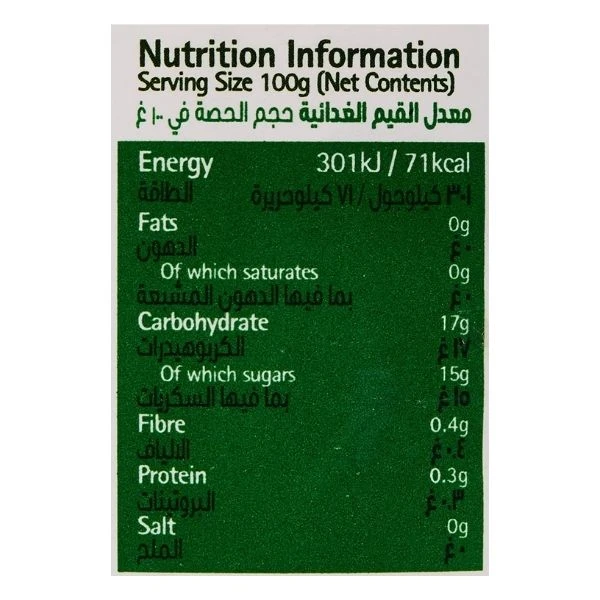 Nutrition Information
Serving Size 100g (Net Contents)
معدل القيم الغذائية حجم الحصة في ١٠٠ غ
Energy 301kJ / 71kcal
الطاقة ٣٠١ كيلوجول / ٧١ كيلوحريرة
Fats 0g
الدهون ٠ غ
Of which saturates 0g
بما فيها الدهون المشبعة ٠ غ
Carbohydrate 17g
الكربوهيدرات ١٧ غ
Of which sugars 15g
بما فيها السكريات ١٥ غ
Fibre 0.4g
الالياف ٠.٤ غ
Protein 0.3g
البروتينات ٠.٣ غ
Salt 0g
الملح ٠ غ